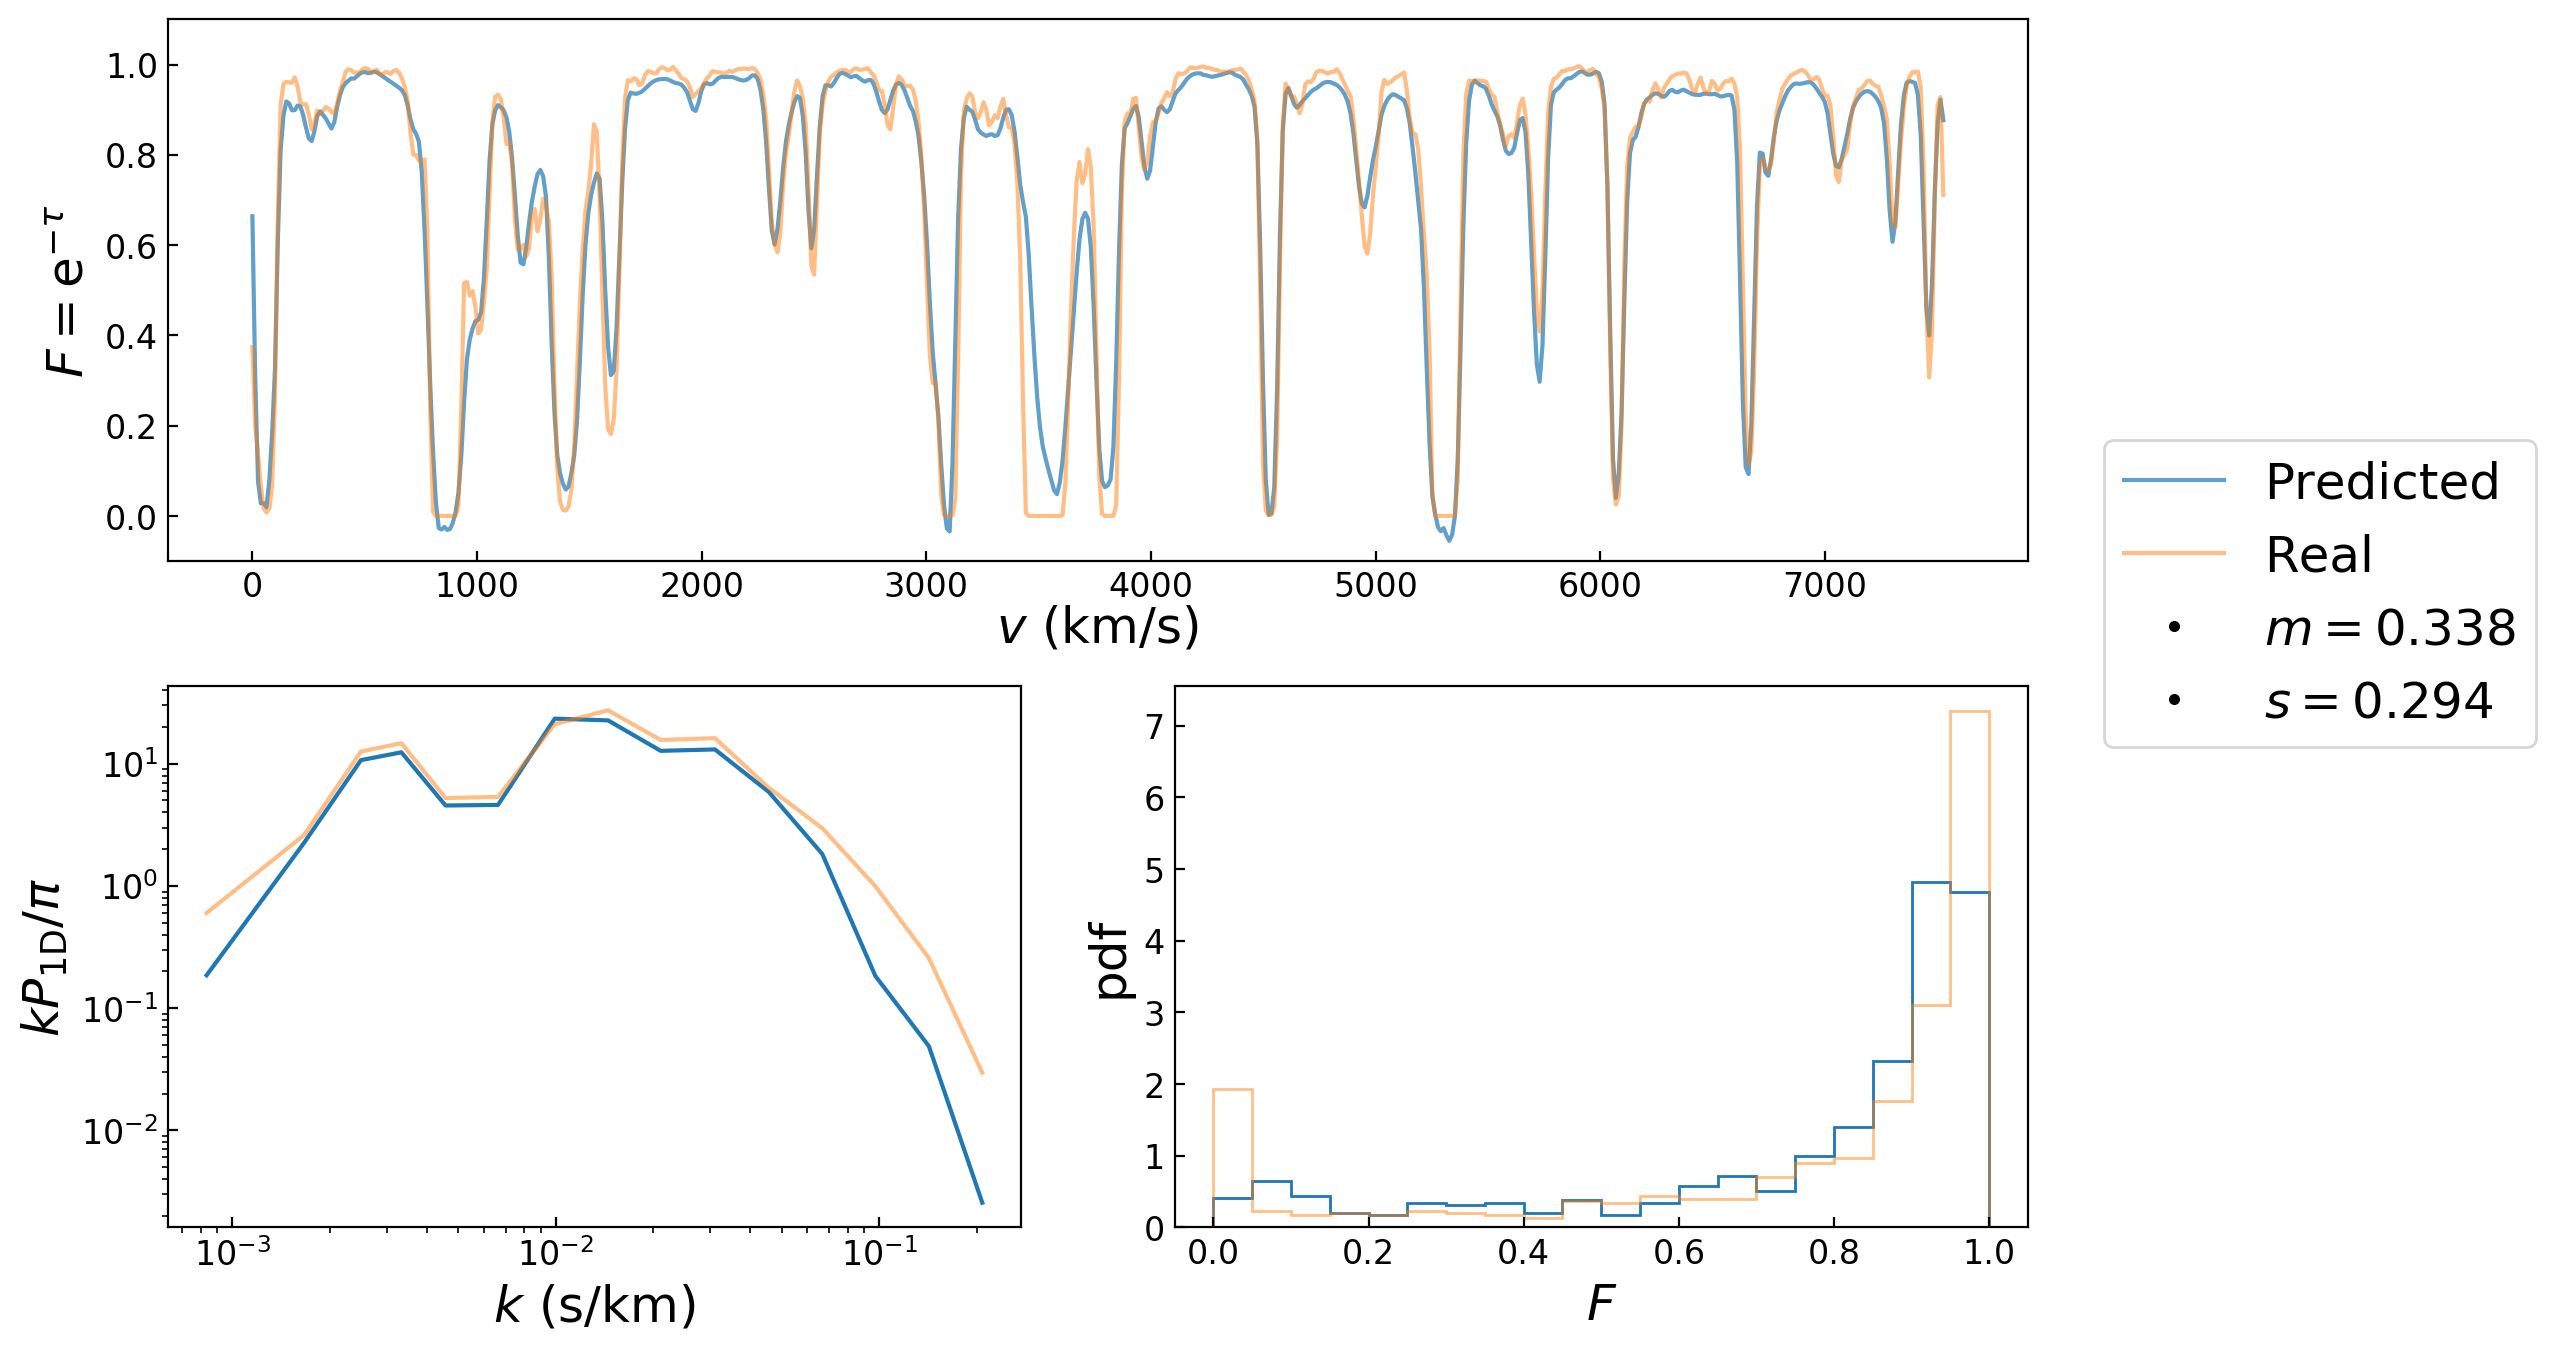 1.0
0.8
0.6
0.4
0.2
0.0
F = e^{-τ}
0 1000 2000 3000 4000 5000 6000 7000
v (km/s)
Predicted
Real
m = 0.338
s = 0.294
10^1
10^0
10^{-1}
10^{-2}
kP_{1D}/π
10^{-3} 10^{-2} 10^{-1}
k (s/km)
7
6
5
4
3
2
1
0
pdf
0.0 0.2 0.4 0.6 0.8 1.0
F